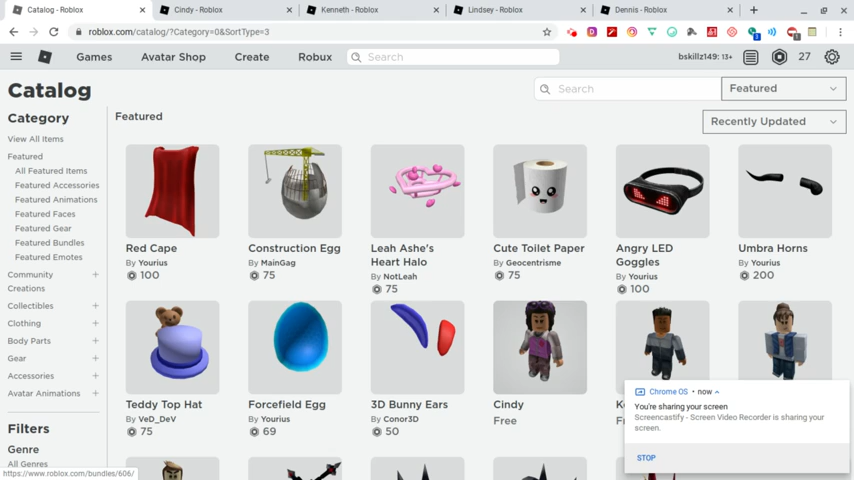 Catalog - Roblox
Cindy - Roblox
Kenneth - Roblox
Lindsey - Roblox
Dennis - Roblox
roblox.com/catalog/?Category=0&SortType=3
Games
Avatar Shop
Create
Robux
Search
bskillz149: 13+
27
Catalog
Search
Featured
Category
Featured
Recently Updated
View All Items
Featured
All Featured Items
Featured Accessories
Featured Animations
Featured Faces
Featured Gear
Featured Bundles
Featured Emotes
Community
Creations
Collectibles
Clothing
Body Parts
Gear
Accessories
Avatar Animations
Filters
Genre
All Genres
Red Cape
By Yourius
100
Construction Egg
By MainGag
75
Leah Ashe's
Heart Halo
By NotLeah
75
Cute Toilet Paper
By Geocentrisme
75
Angry LED
Goggles
By Yourius
100
Umbra Horns
By Yourius
200
Teddy Top Hat
By VeD_DeV
75
Forcefield Egg
By Yourius
69
3D Bunny Ears
By Conor3D
50
Cindy
Free
Chrome OS • now
You're sharing your screen
Screencastify - Screen Video Recorder is sharing your
screen.
STOP
https://www.roblox.com/bundles/606/